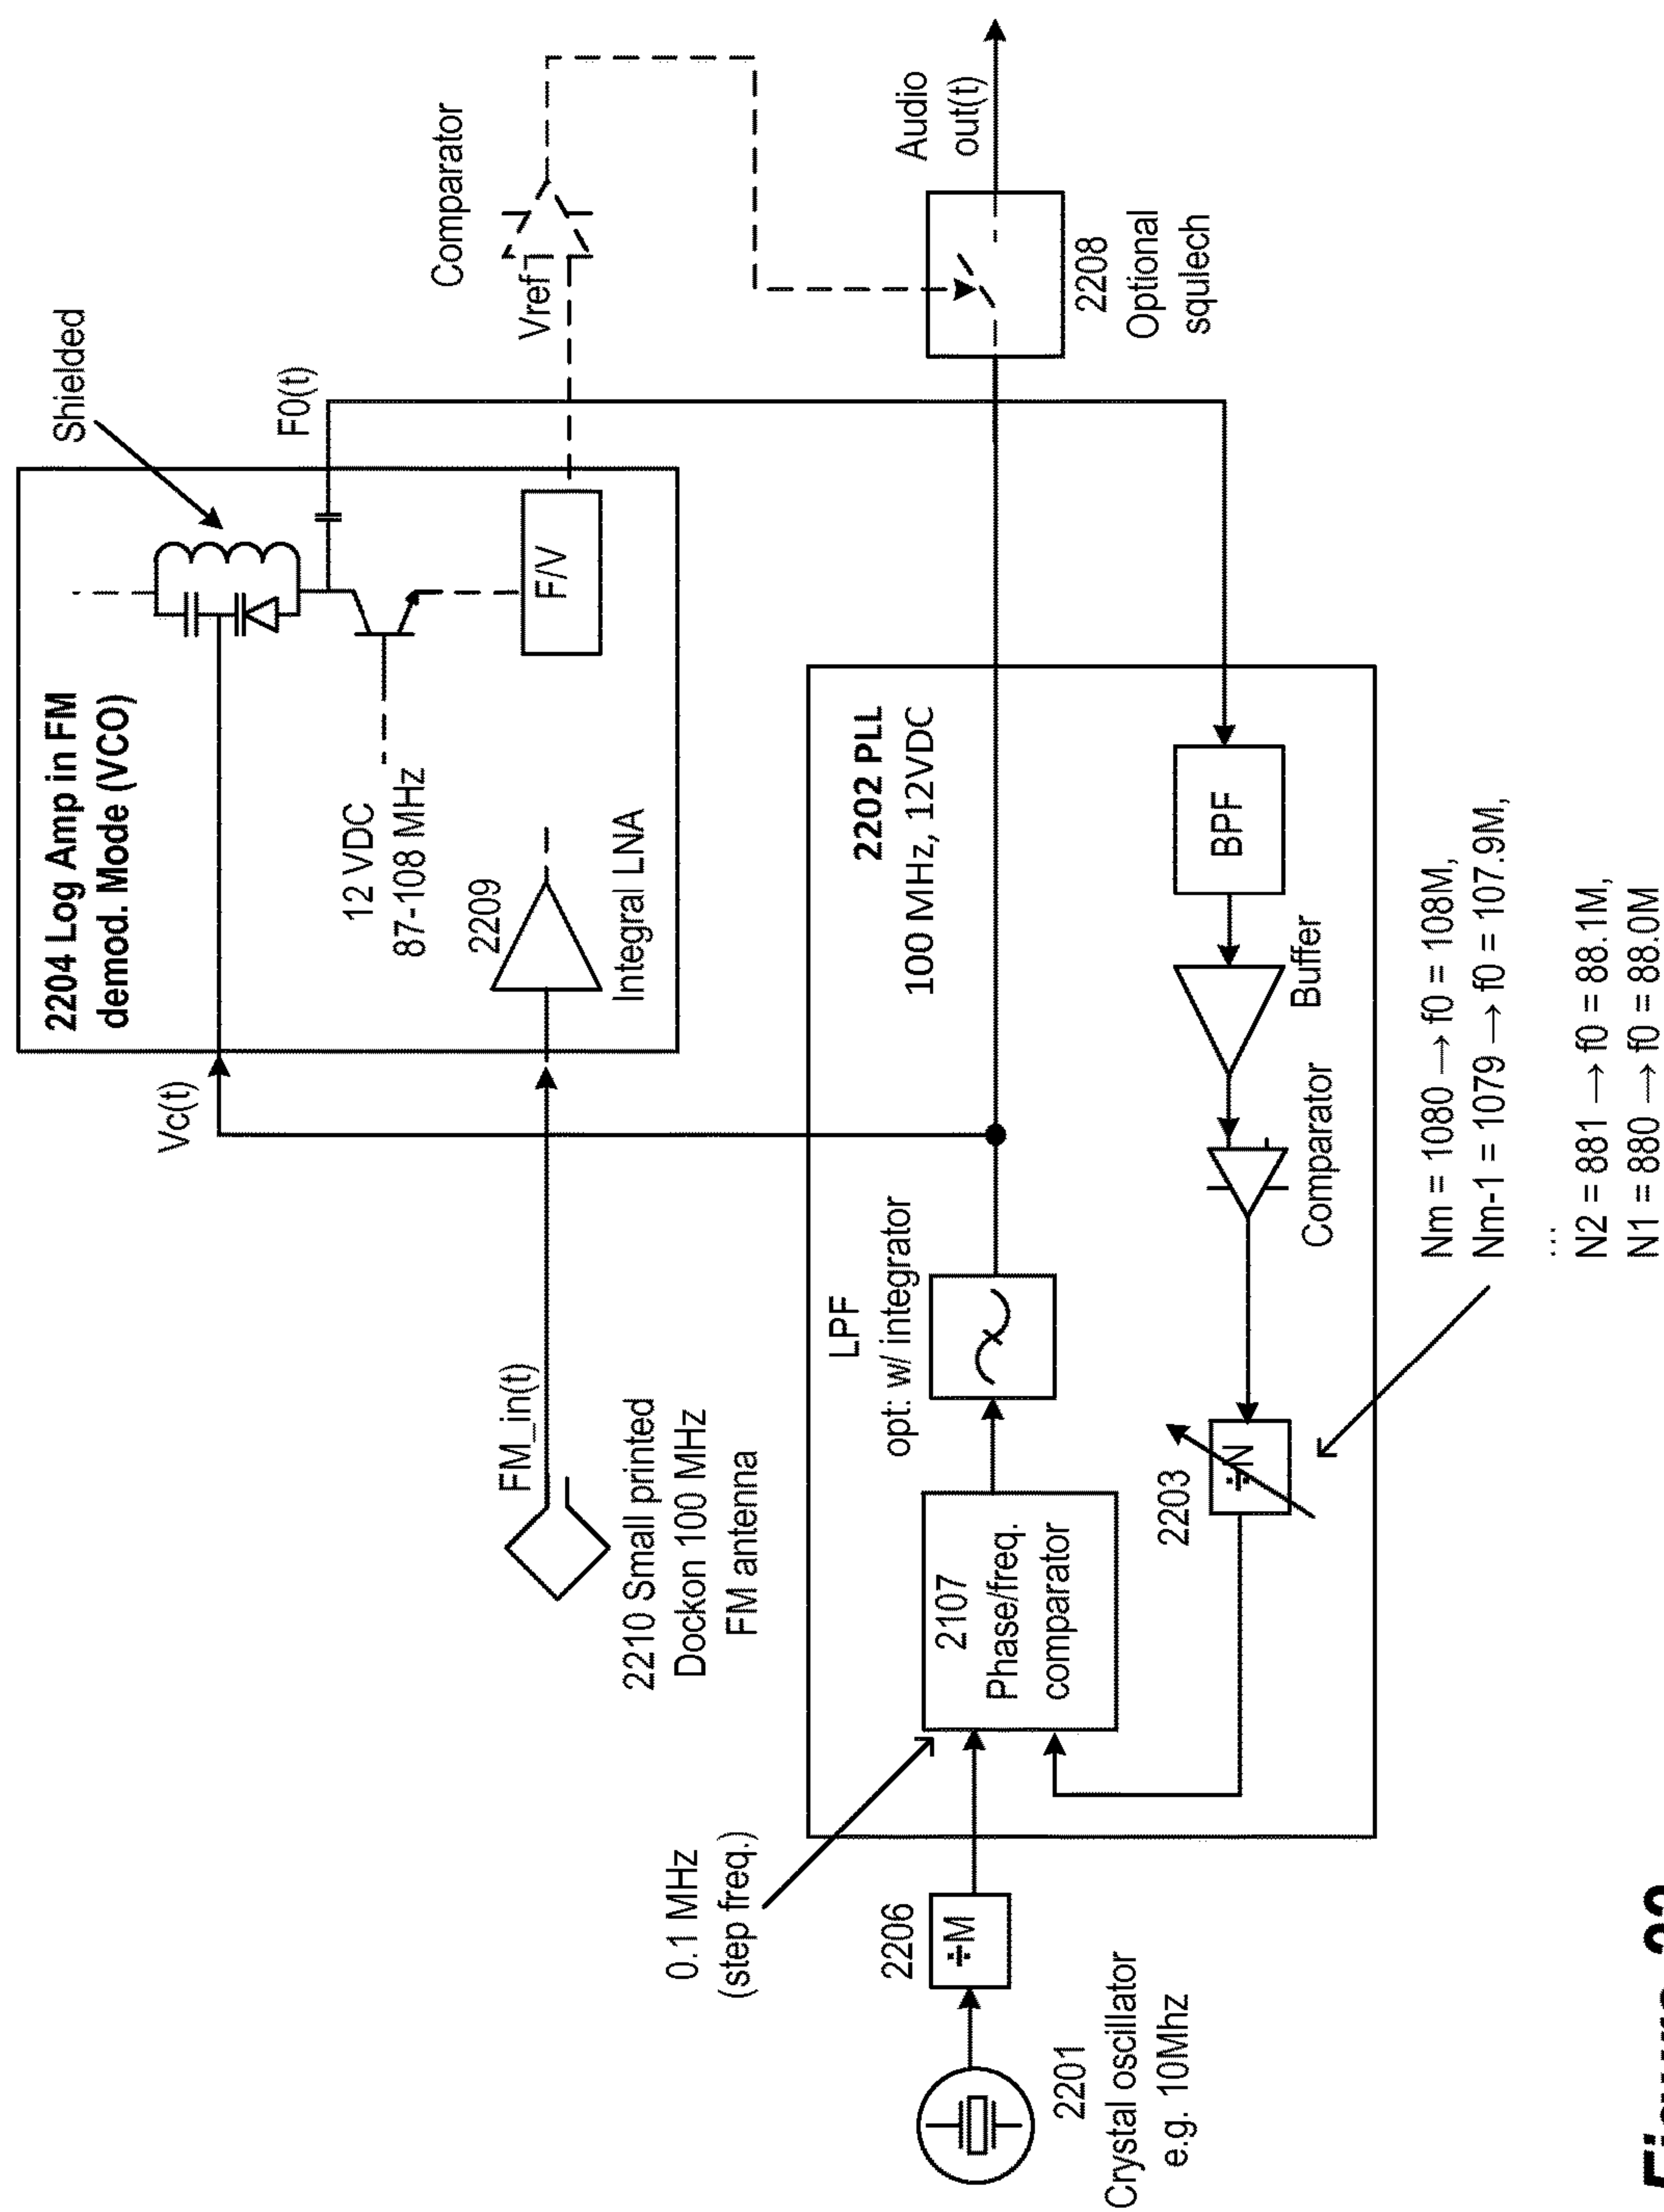 2204 Log Amp in FM
demod. Mode (VCO)
Shielded
F0(t)
Comparator
Vref
12 VDC
87-108 MHz
F/V
2209
Integral LNA
Vc(t)
FM_in(t)
2210 Small printed
Dockon 100 MHz
FM antenna
Audio
out(t)
2208
Optional
squlech
2202 PLL
100 MHz, 12VDC
LPF
opt: w/ integrator
0.1 MHz
(step freq.)
2206
÷M
2107
Phase/freq.
comparator
2201
Crystal oscillator
e.g. 10Mhz
2203
÷N
Comparator
Buffer
BPF
Nm = 1080 → f0 = 108M,
Nm-1 = 1079 → f0 = 107.9M,
...
N2 = 881 → f0 = 88.1M,
N1 = 880 → f0 = 88.0M
Figure